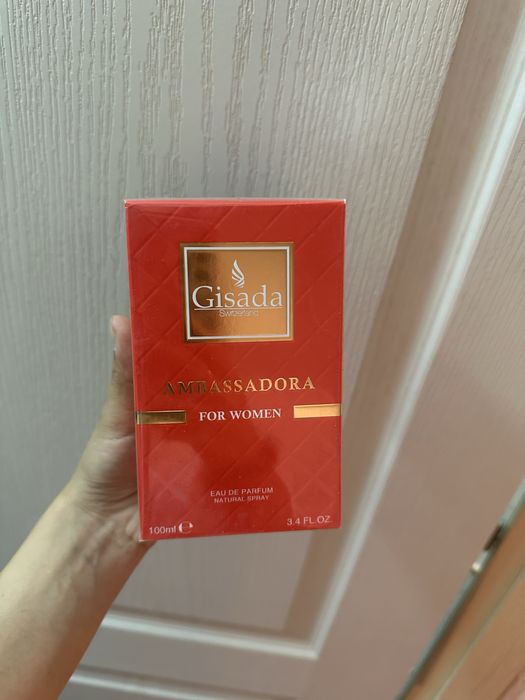 Gisada
Switzerland
AMBASSADORA
FOR WOMEN
EAU DE PARFUM
NATURAL SPRAY
100ml ℮
3.4 FL.OZ.